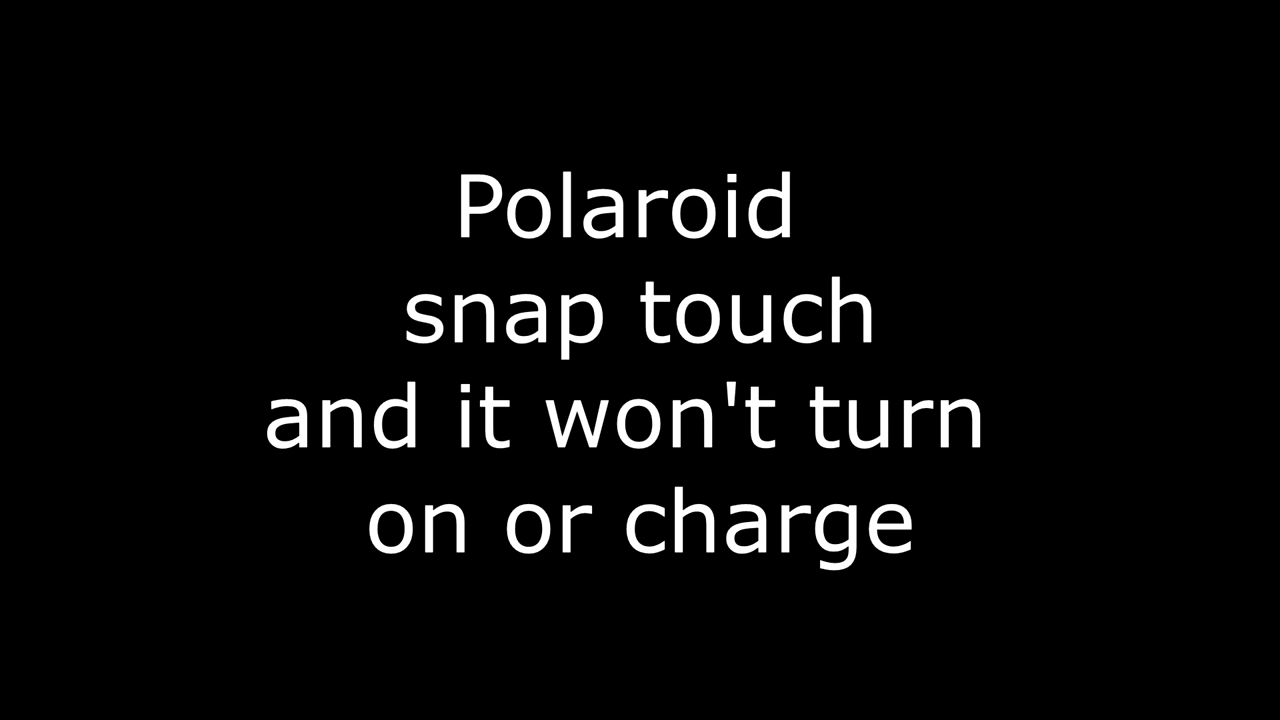 Polaroid
snap touch
and it won't turn
on or charge